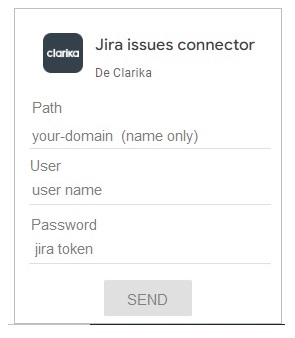 clarika
Jira issues connector
De Clarika
Path
your-domain (name only)
User
user name
Password
jira token
SEND